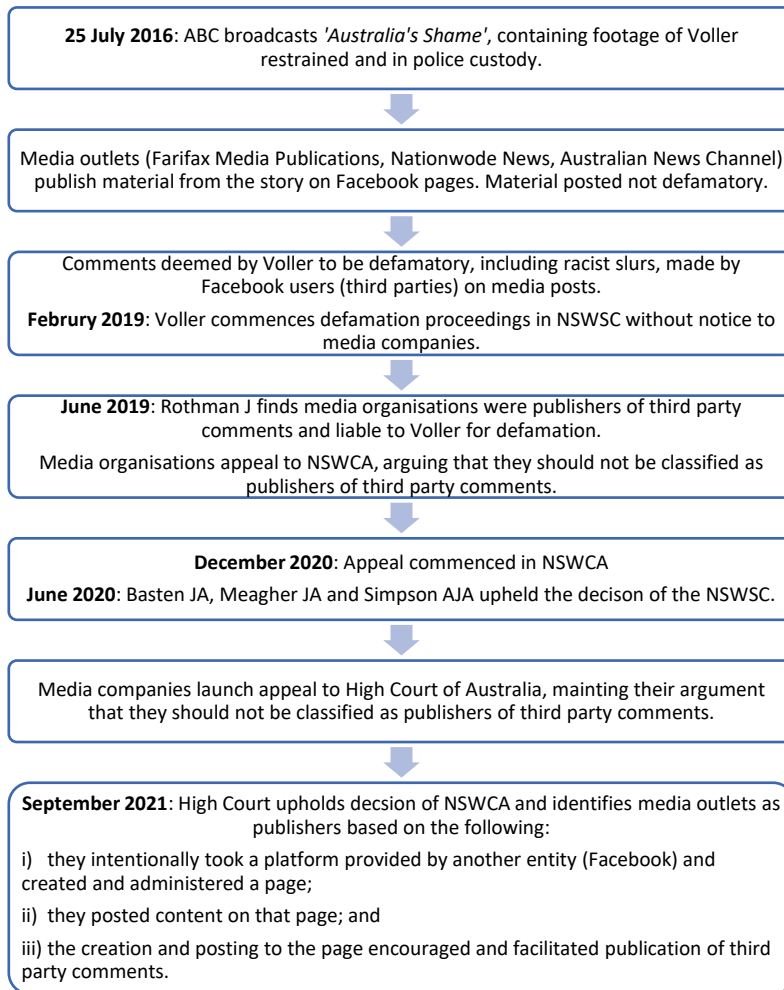 25 July 2016: ABC broadcasts 'Australia's Shame', containing footage of Voller
restrained and in police custody.
Media outlets (Farifax Media Publications, Nationwode News, Australian News Channel)
publish material from the story on Facebook pages. Material posted not defamatory.
Comments deemed by Voller to be defamatory, including racist slurs, made by
Facebook users (third parties) on media posts.
Februry 2019: Voller commences defamation proceedings in NSWSC without notice to
media companies.
June 2019: Rothman J finds media organisations were publishers of third party
comments and liable to Voller for defamation.
Media organisations appeal to NSWCA, arguing that they should not be classified as
publishers of third party comments.
December 2020: Appeal commenced in NSWCA
June 2020: Basten JA, Meagher JA and Simpson AJA upheld the decison of the NSWSC.
Media companies launch appeal to High Court of Australia, mainting their argument
that they should not be classified as publishers of third party comments.
September 2021: High Court upholds decsion of NSWCA and identifies media outlets as
publishers based on the following:
i) they intentionally took a platform provided by another entity (Facebook) and
created and administered a page;
ii) they posted content on that page; and
iii) the creation and posting to the page encouraged and facilitated publication of third
party comments.